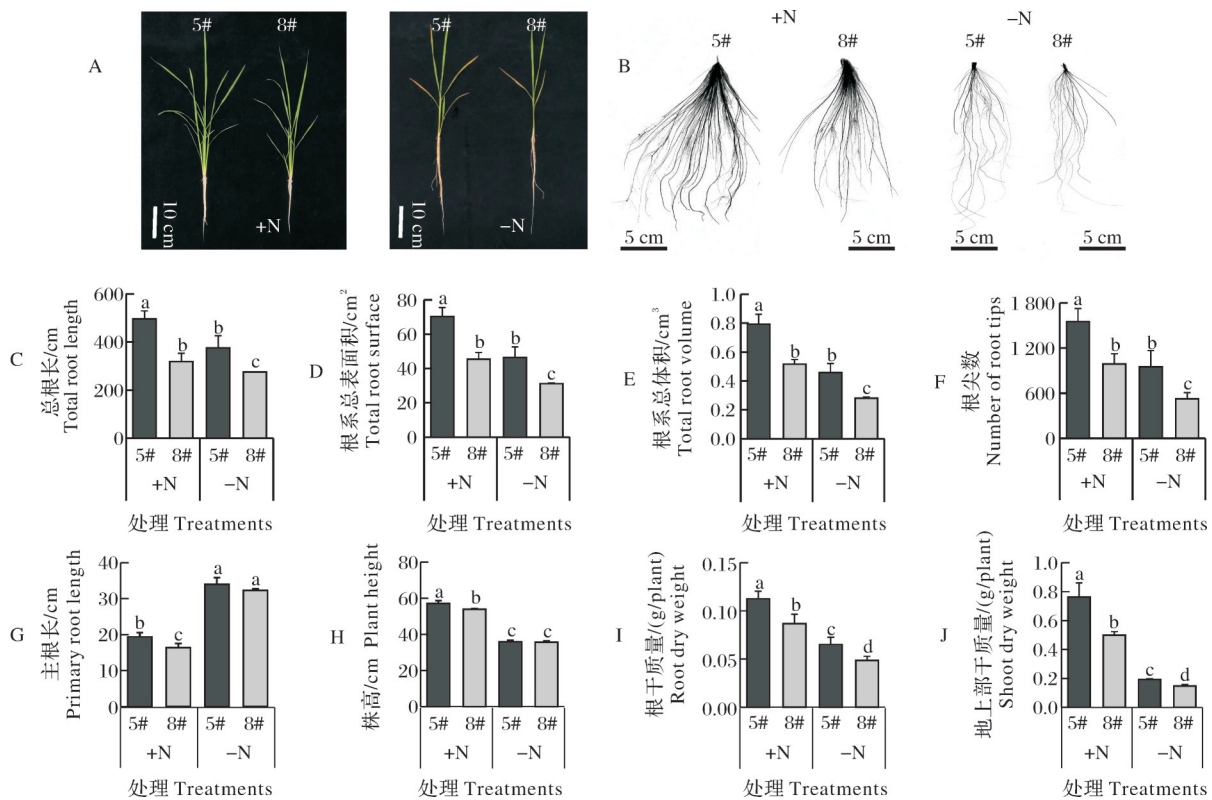 A
5# 8#
10 cm
+N
5# 8#
10 cm
−N
B
+N −N
5# 8# 5# 8#
5 cm 5 cm 5 cm 5 cm
C
总根长/cm
Total root length
600
400
200
0
a b b c
5# 8# 5# 8#
+N −N
处理 Treatments
D
根系总表面积/cm²
Total root surface
80
60
40
20
0
a b b c
5# 8# 5# 8#
+N −N
处理 Treatments
E
根系总体积/cm³
Total root volume
1.0
0.8
0.6
0.4
0.2
0.0
a b b c
5# 8# 5# 8#
+N −N
处理 Treatments
F
根尖数
Number of root tips
1 800
1 200
600
0
a b b c
5# 8# 5# 8#
+N −N
处理 Treatments
G
主根长/cm
Primary root length
40
30
20
10
0
b c a a
5# 8# 5# 8#
+N −N
处理 Treatments
H
株高/cm Plant height
80
60
40
20
0
a b c c
5# 8# 5# 8#
+N −N
处理 Treatments
I
根干质量/(g/plant)
Root dry weight
0.15
0.10
0.05
0.00
a b c d
5# 8# 5# 8#
+N −N
处理 Treatments
J
地上部干质量/(g/plant)
Shoot dry weight
1.0
0.8
0.6
0.4
0.2
0.0
a b c d
5# 8# 5# 8#
+N −N
处理 Treatments